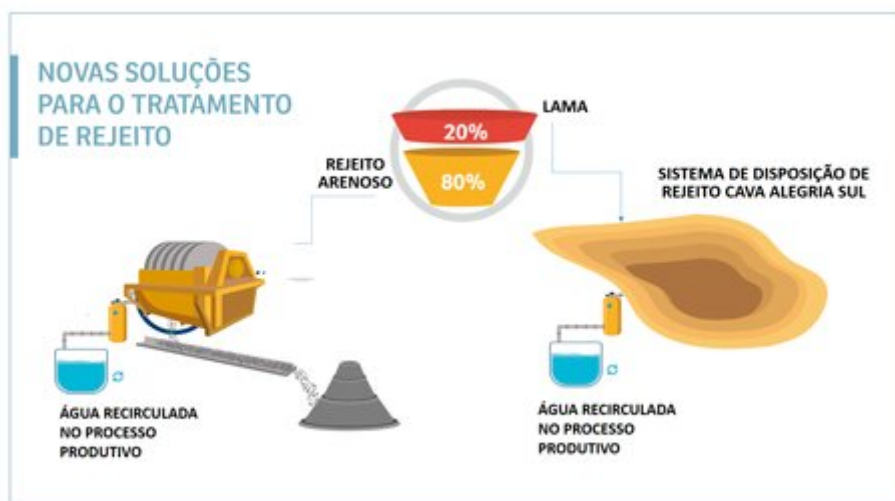 NOVAS SOLUÇÕES
PARA O TRATAMENTO
DE REJEITO
20%
LAMA
REJEITO
ARENOSO
80%
SISTEMA DE DISPOSIÇÃO DE
REJEITO CAVA ALEGRIA SUL
ÁGUA RECIRCULADA
NO PROCESSO
PRODUTIVO
ÁGUA RECIRCULADA
NO PROCESSO
PRODUTIVO